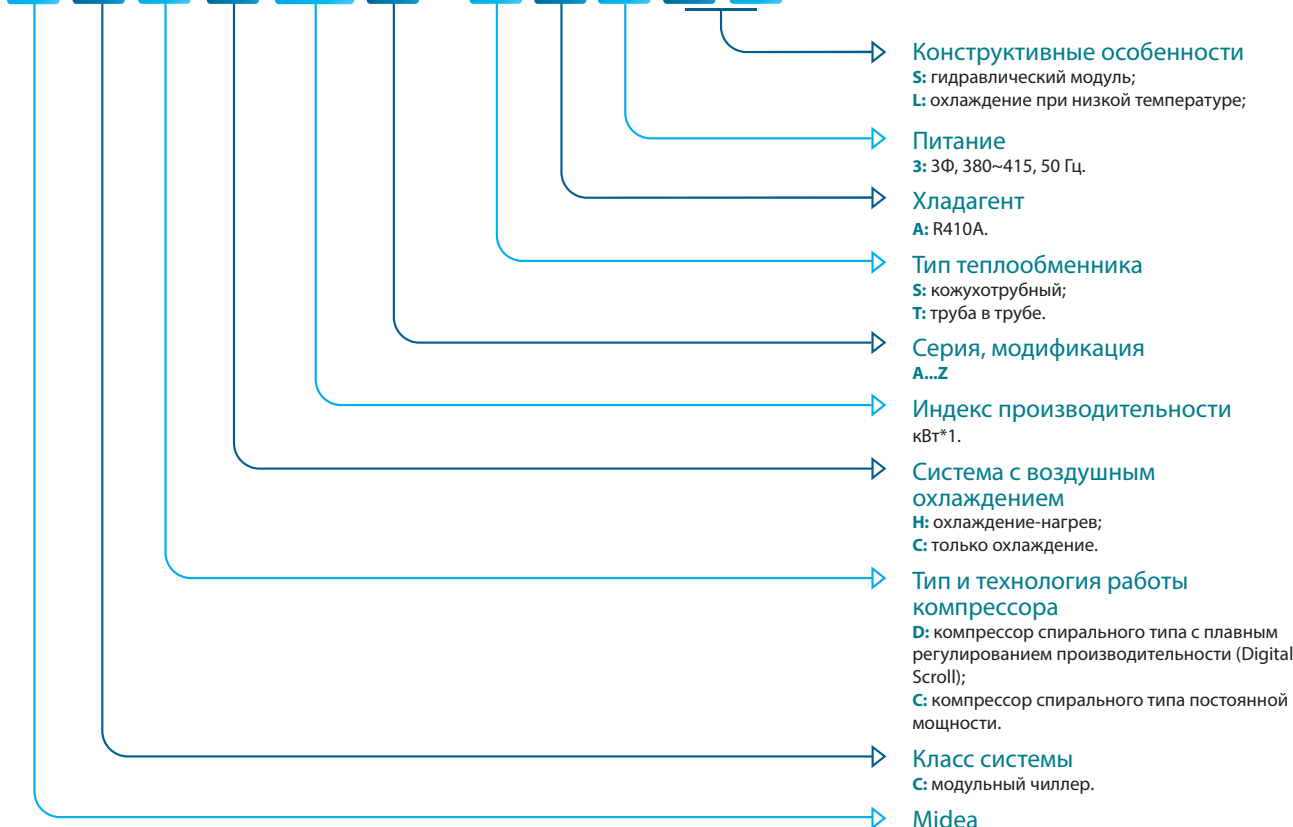 Конструктивные особенности
S: гидравлический модуль;
L: охлаждение при низкой температуре;
Питание
3: 3Ф, 380~415, 50 Гц.
Хладагент
A: R410A.
Тип теплообменника
S: кожухотрубный;
T: труба в трубе.
Серия, модификация
A...Z
Индекс производительности
кВт*1.
Система с воздушным
охлаждением
H: охлаждение-нагрев;
C: только охлаждение.
Тип и технология работы
компрессора
D: компрессор спирального типа с плавным
регулированием производительности (Digital
Scroll);
C: компрессор спирального типа постоянной
мощности.
Класс системы
C: модульный чиллер.
Midea